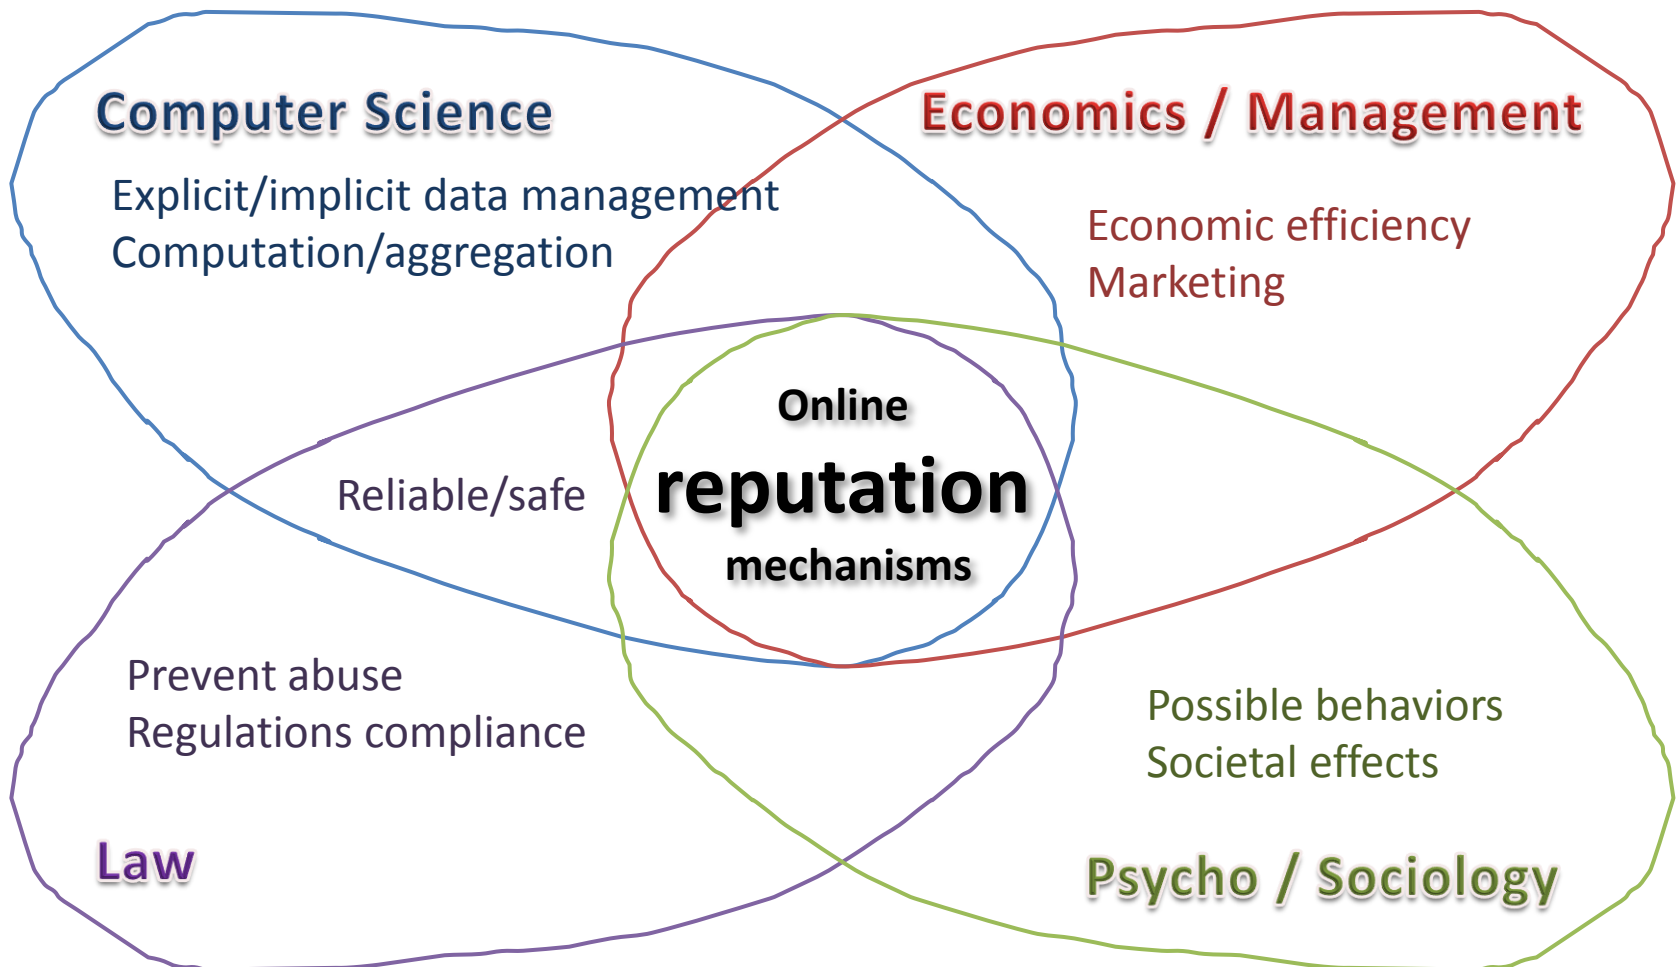 Computer Science
Explicit/implicit data management
Computation/aggregation
Economics / Management
Economic efficiency
Marketing
Online
reputation
mechanisms
Reliable/safe
Prevent abuse
Regulations compliance
Law
Possible behaviors
Societal effects
Psycho / Sociology